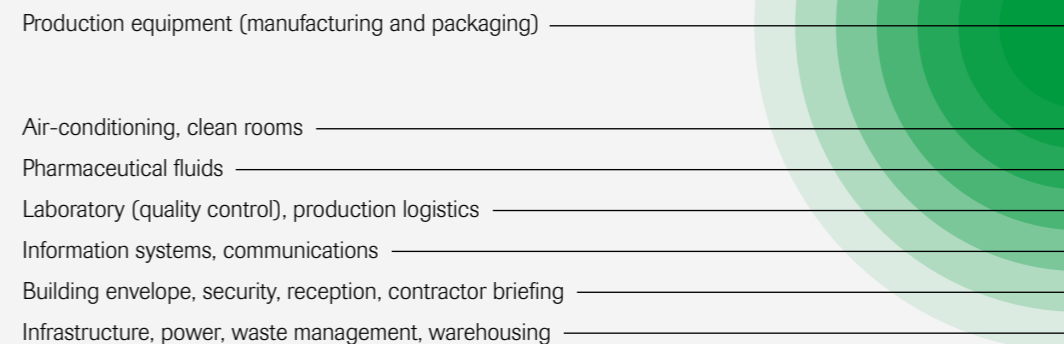 Production equipment (manufacturing and packaging)
Air-conditioning, clean rooms
Pharmaceutical fluids
Laboratory (quality control), production logistics
Information systems, communications
Building envelope, security, reception, contractor briefing
Infrastructure, power, waste management, warehousing